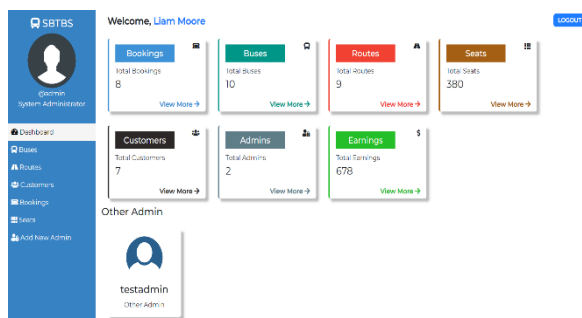 SBTBS
@admin
System Administrator
Dashboard
Buses
Routes
Customers
Bookings
Seats
Add New Admin
Welcome, Liam Moore
LOGOUT
Bookings
Total Bookings
8
View More →
Buses
Total Buses
10
View More →
Routes
Total Routes
9
View More →
Seats
Total Seats
380
View More →
Customers
Total Customers
7
View More →
Admins
Total Admins
2
View More →
Earnings
$
Total Earnings
678
View More →
Other Admin
testadmin
Other Admin